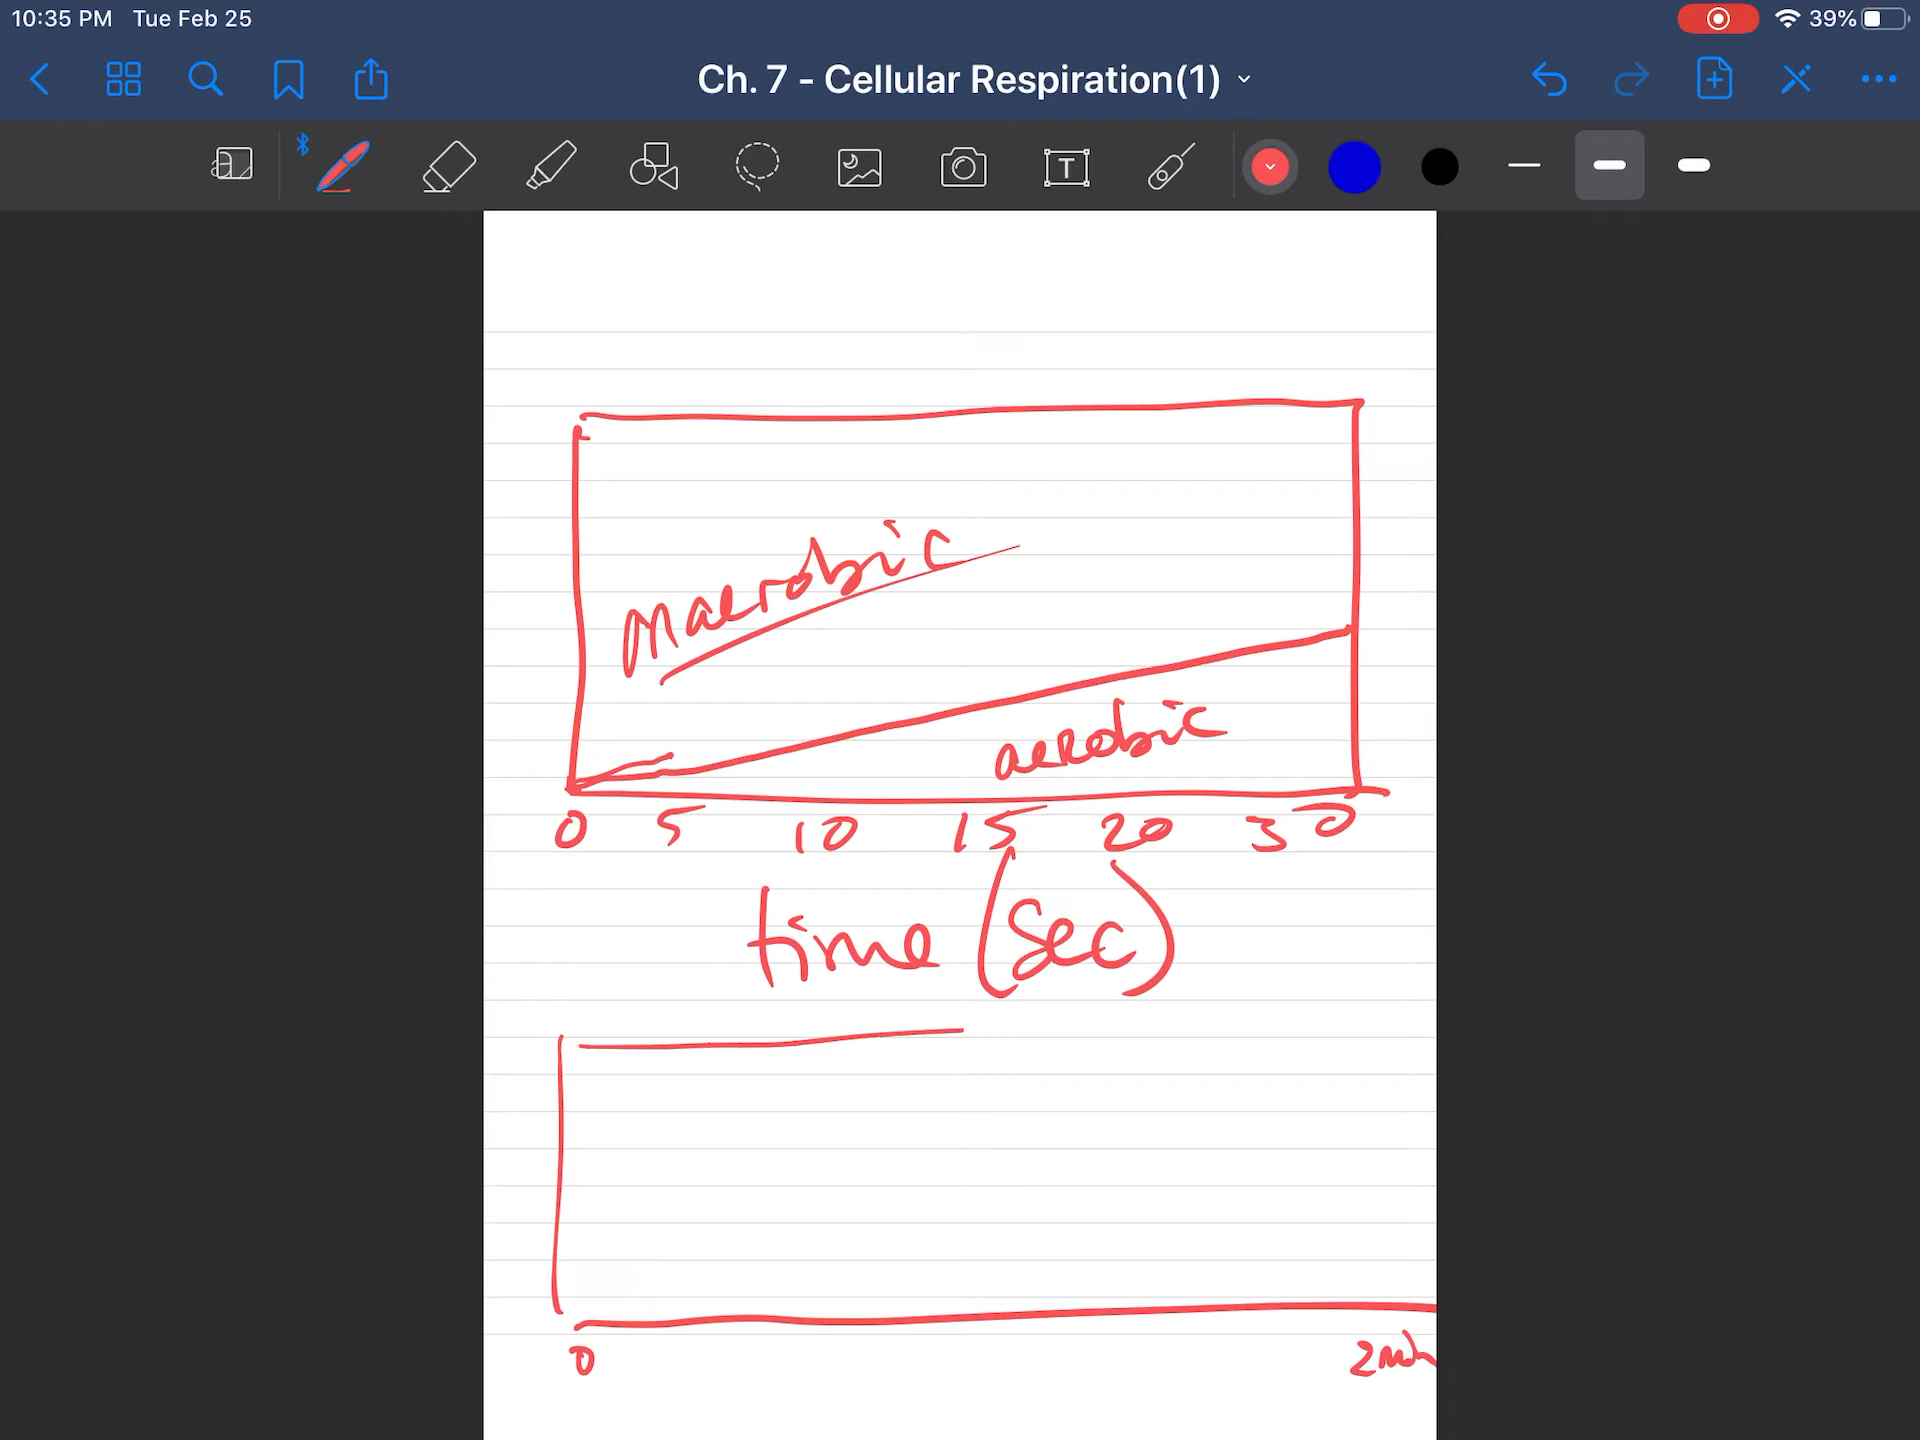 10:35 PM Tue Feb 25 39%
Ch. 7 - Cellular Respiration(1)
a T
anaerobic
aerobic
0 5 10 15 20 30
time (sec)
0 2min